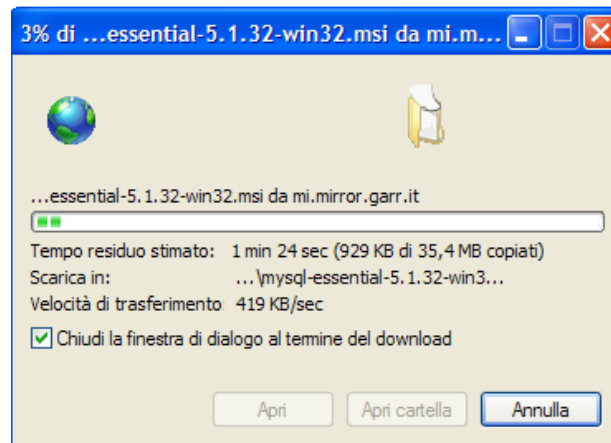 3% di ...essential-5.1.32-win32.msi da mi.m...
...essential-5.1.32-win32.msi da mi.mirror.garr.it
Tempo residuo stimato: 1 min 24 sec (929 KB di 35,4 MB copiati)
Scarica in: ...\mysql-essential-5.1.32-win3...
Velocità di trasferimento: 419 KB/sec
Chiudi la finestra di dialogo al termine del download
Apri Apri cartella Annulla